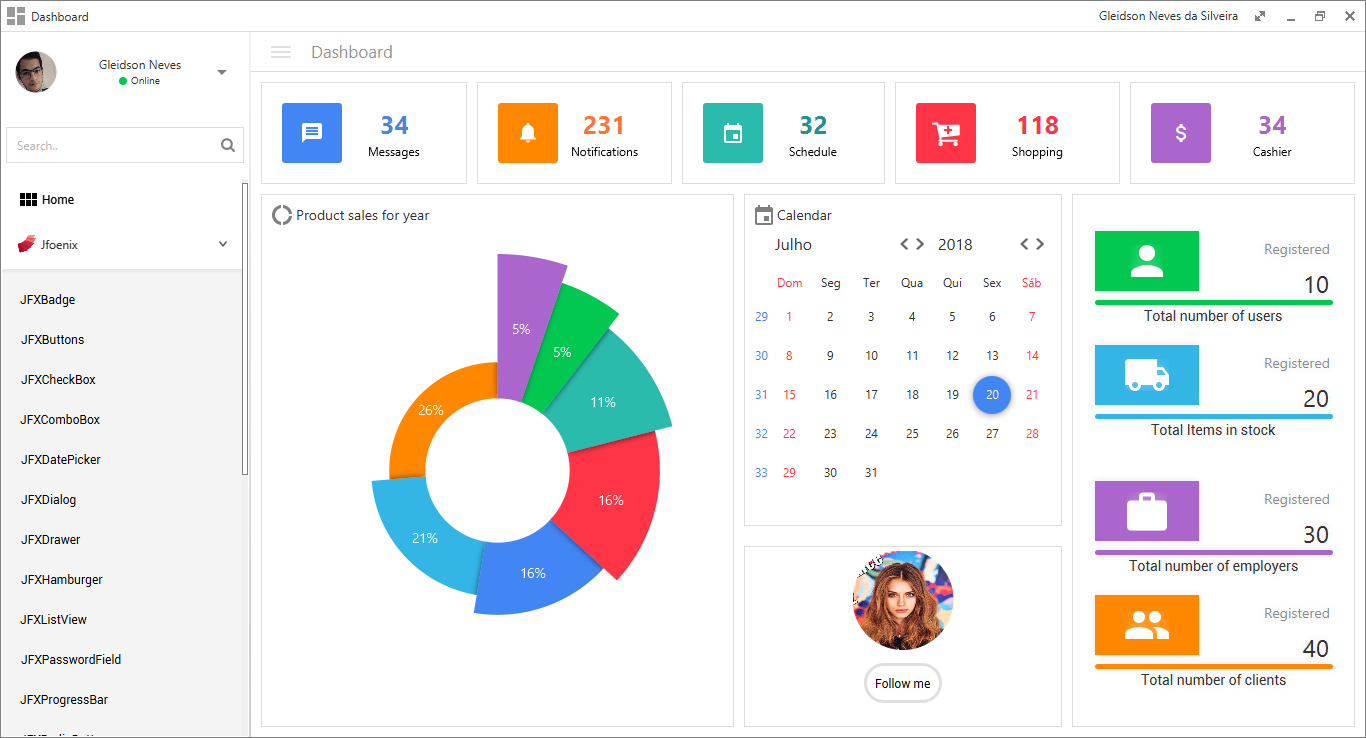 Dashboard
Gleidson Neves da Silveira
Gleidson Neves
Online
Search..
Home
Jfoenix
JFXBadge
JFXButtons
JFXCheckBox
JFXComboBox
JFXDatePicker
JFXDialog
JFXDrawer
JFXHamburger
JFXListView
JFXPasswordField
JFXProgressBar
Dashboard
34
Messages
231
Notifications
32
Schedule
118
Shopping
34
Cashier
Product sales for year
5%
5%
11%
16%
16%
21%
26%
Calendar
Julho 2018
Dom Seg Ter Qua Qui Sex Sáb
29 1 2 3 4 5 6 7
30 8 9 10 11 12 13 14
31 15 16 17 18 19 20 21
32 22 23 24 25 26 27 28
33 29 30 31
Follow me
Registered
10
Total number of users
Registered
20
Total Items in stock
Registered
30
Total number of employers
Registered
40
Total number of clients